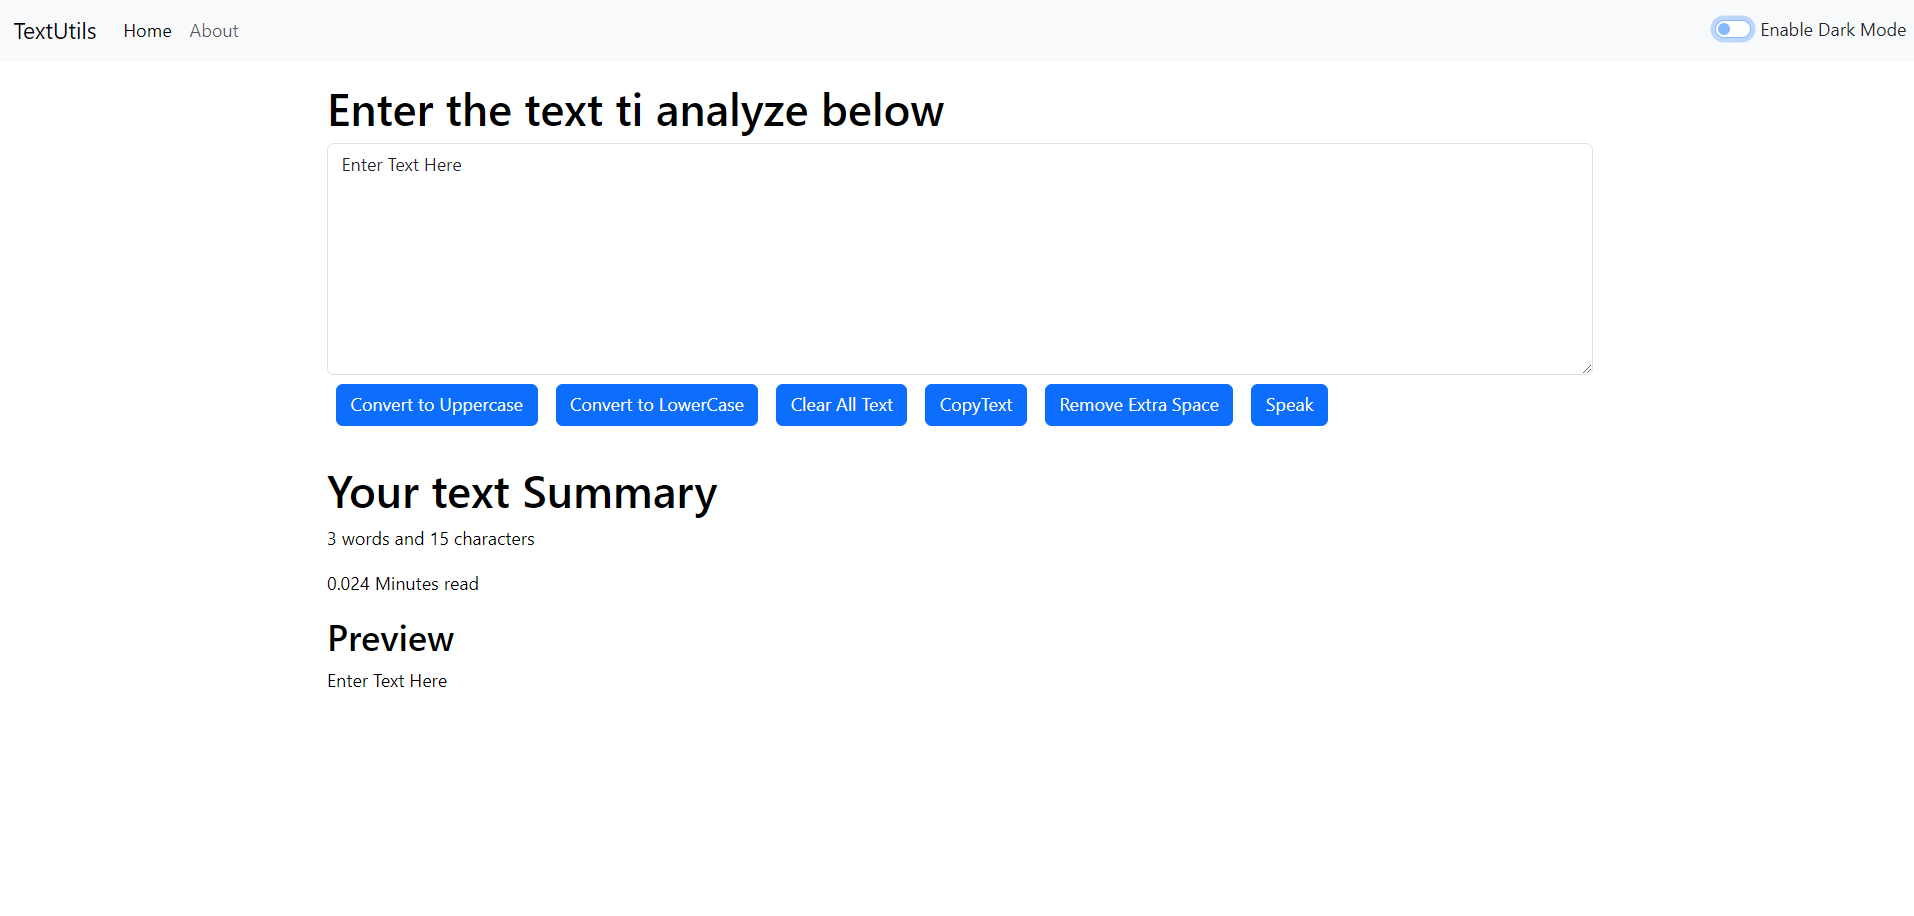 TextUtils Home About Enable Dark Mode
Enter the text ti analyze below
Enter Text Here
Convert to Uppercase Convert to LowerCase Clear All Text CopyText Remove Extra Space Speak
Your text Summary
3 words and 15 characters
0.024 Minutes read
Preview
Enter Text Here